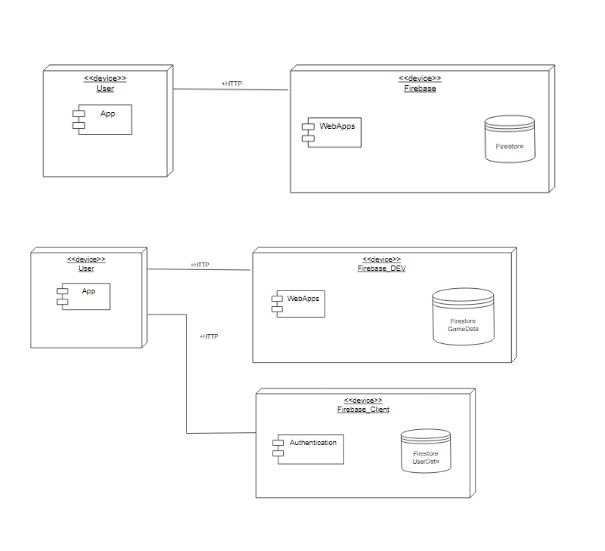 <<device>>
User
App
+HTTP
<<device>>
Firebase
WebApps
Firestore
<<device>>
User
App
+HTTP
<<device>>
Firebase_DEV
WebApps
Firestore
GameData
+HTTP
<<device>>
Firebase_Client
Authentication
Firestore
UserData